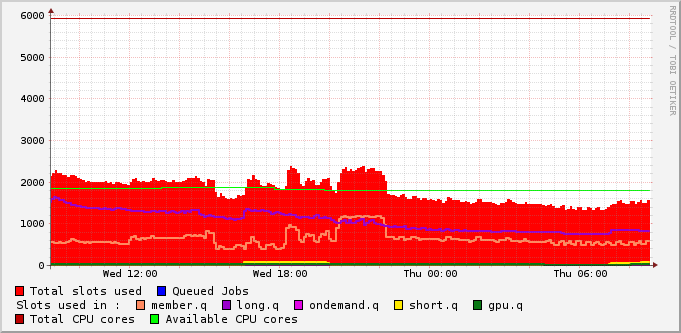 6000
5000
4000
3000
2000
1000
0
Wed 12:00 Wed 18:00 Thu 00:00 Thu 06:00
RRDTOOL / TOBI OETIKER
Total slots used Queued Jobs
Slots used in : member.q long.q ondemand.q short.q gpu.q
Total CPU cores Available CPU cores